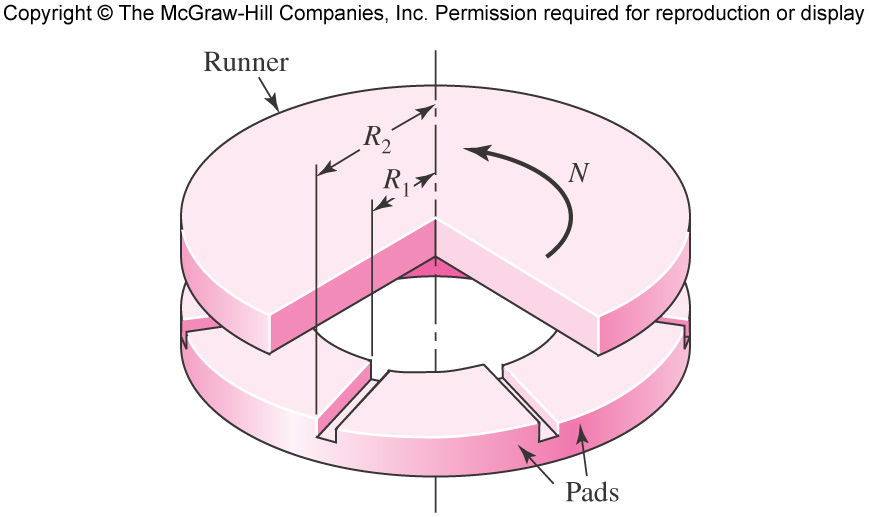 Copyright © The McGraw-Hill Companies, Inc. Permission required for reproduction or display
Runner
R2
R1
N
Pads